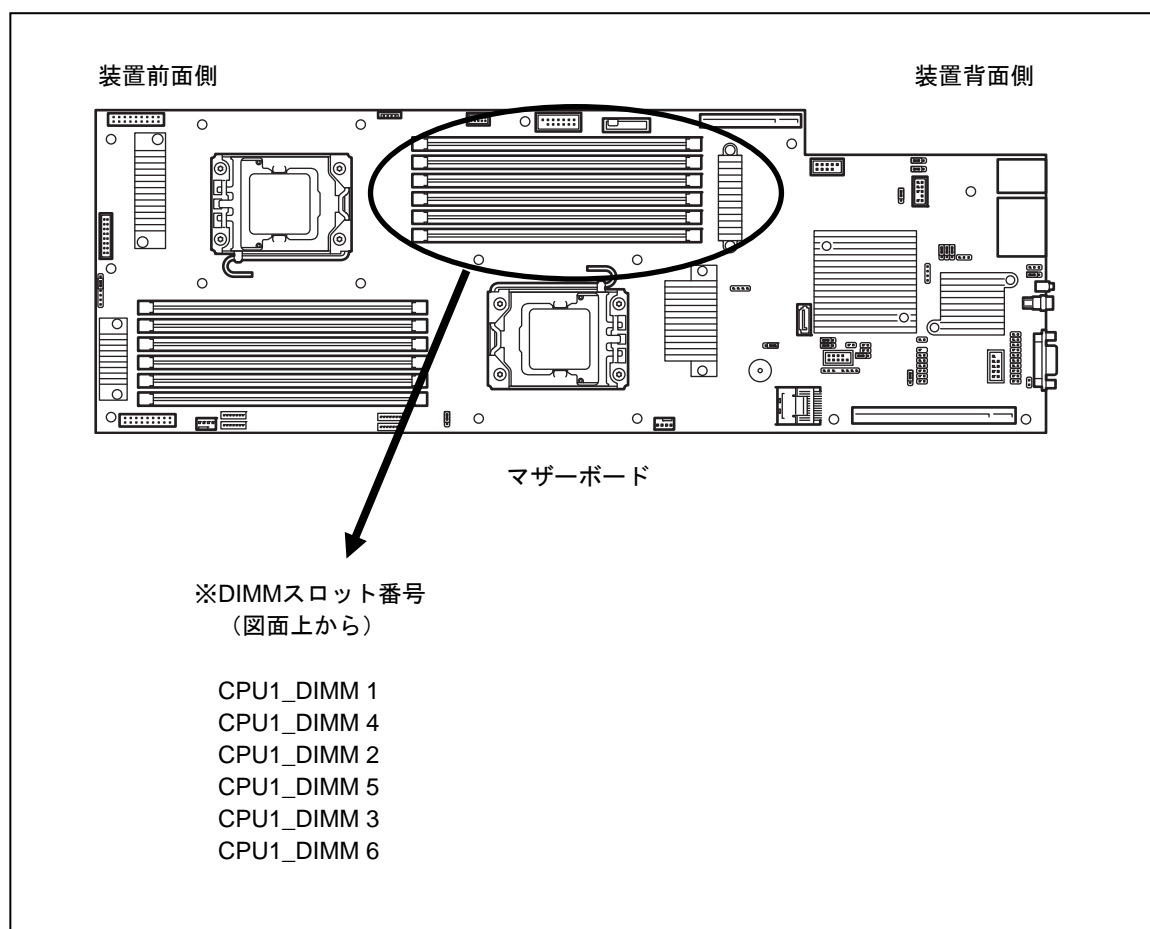 装置前面側
装置背面側
マザーボード
※DIMMスロット番号
（図面上から）
CPU1_DIMM 1
CPU1_DIMM 4
CPU1_DIMM 2
CPU1_DIMM 5
CPU1_DIMM 3
CPU1_DIMM 6